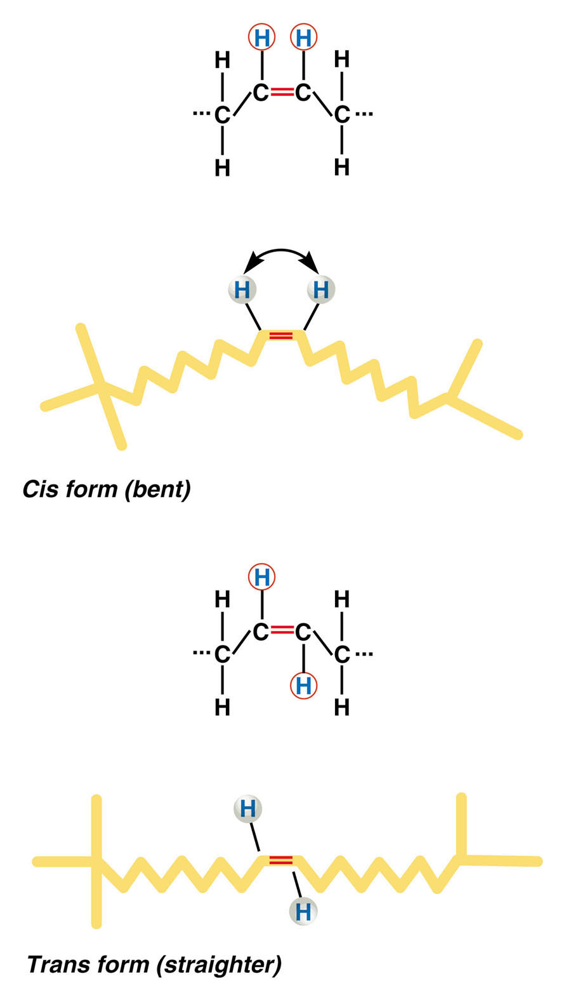 H H
H H
C=C
···C C···
H H
H H
Cis form (bent)
H
H H
C=C
···C C···
H
H H
H
H
Trans form (straighter)